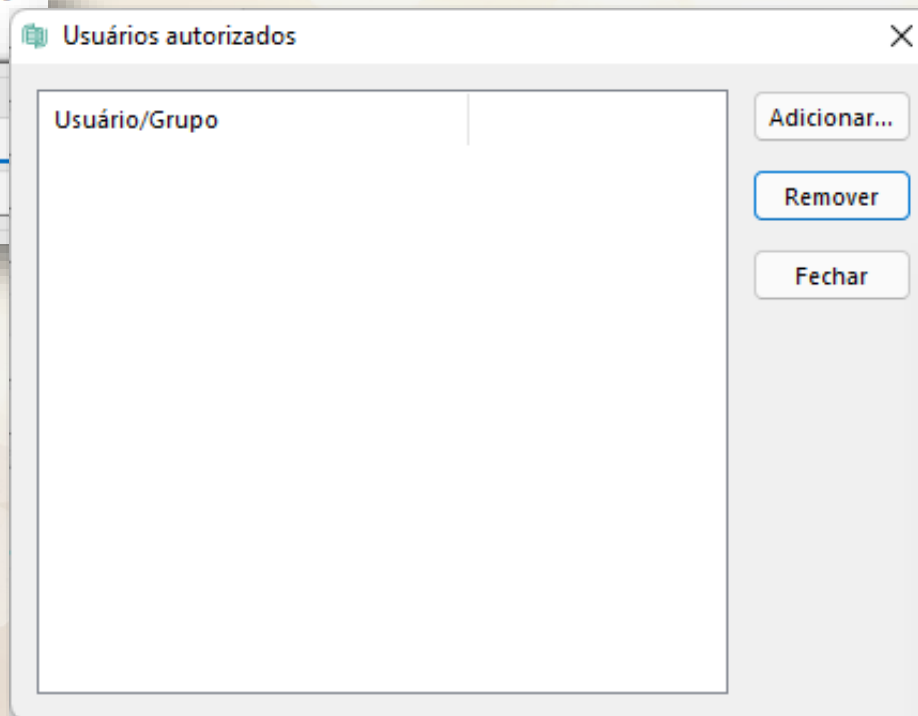 Usuários autorizados
Usuário/Grupo
Adicionar...
Remover
Fechar